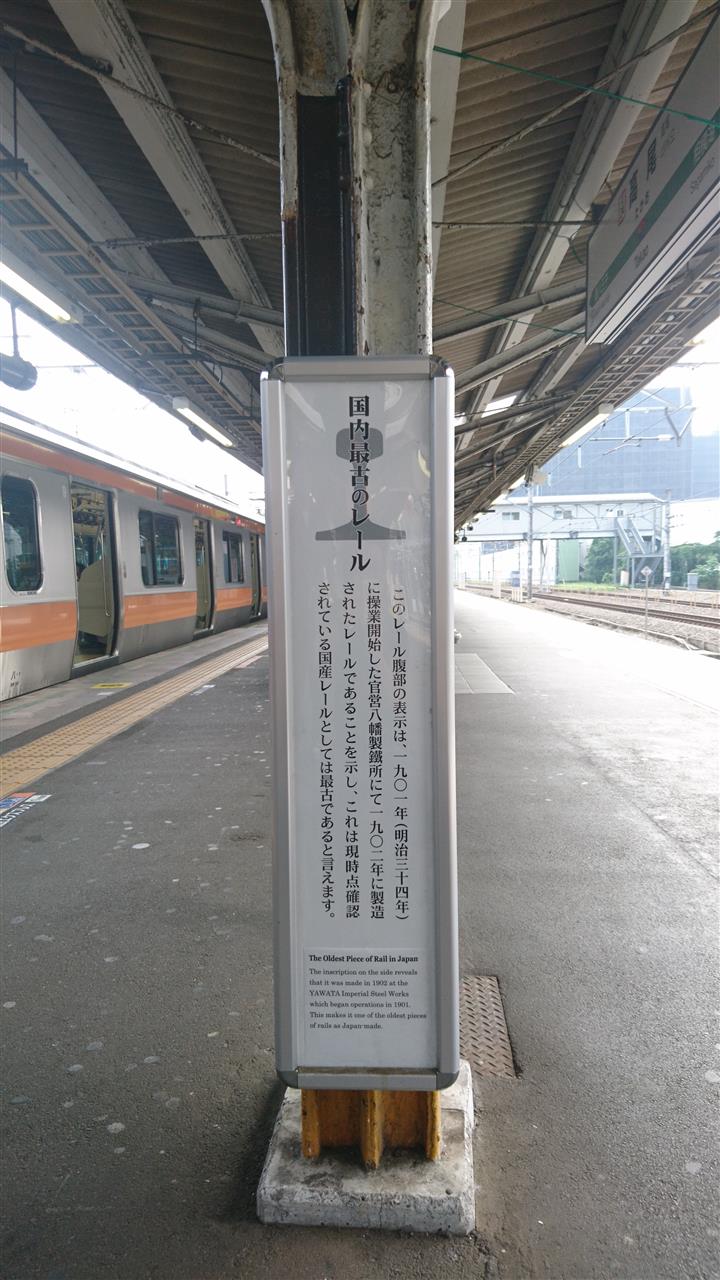 国内最古のレール
このレール腹部の表示は、一九〇一年（明治三十四年）
に操業開始した官営八幡製鐵所にて一九〇二年に製造
されたレールであることを示し、これは現時点確認
されている国産レールとしては最古であると言えます。
The Oldest Piece of Rail in Japan
The inscription on the side reveals
that it was made in 1902 at the
YAWATA Imperial Steel Works
which began operations in 1901.
This makes it one of the oldest pieces
of rails as Japan-made.
高尾
たかお
Takao